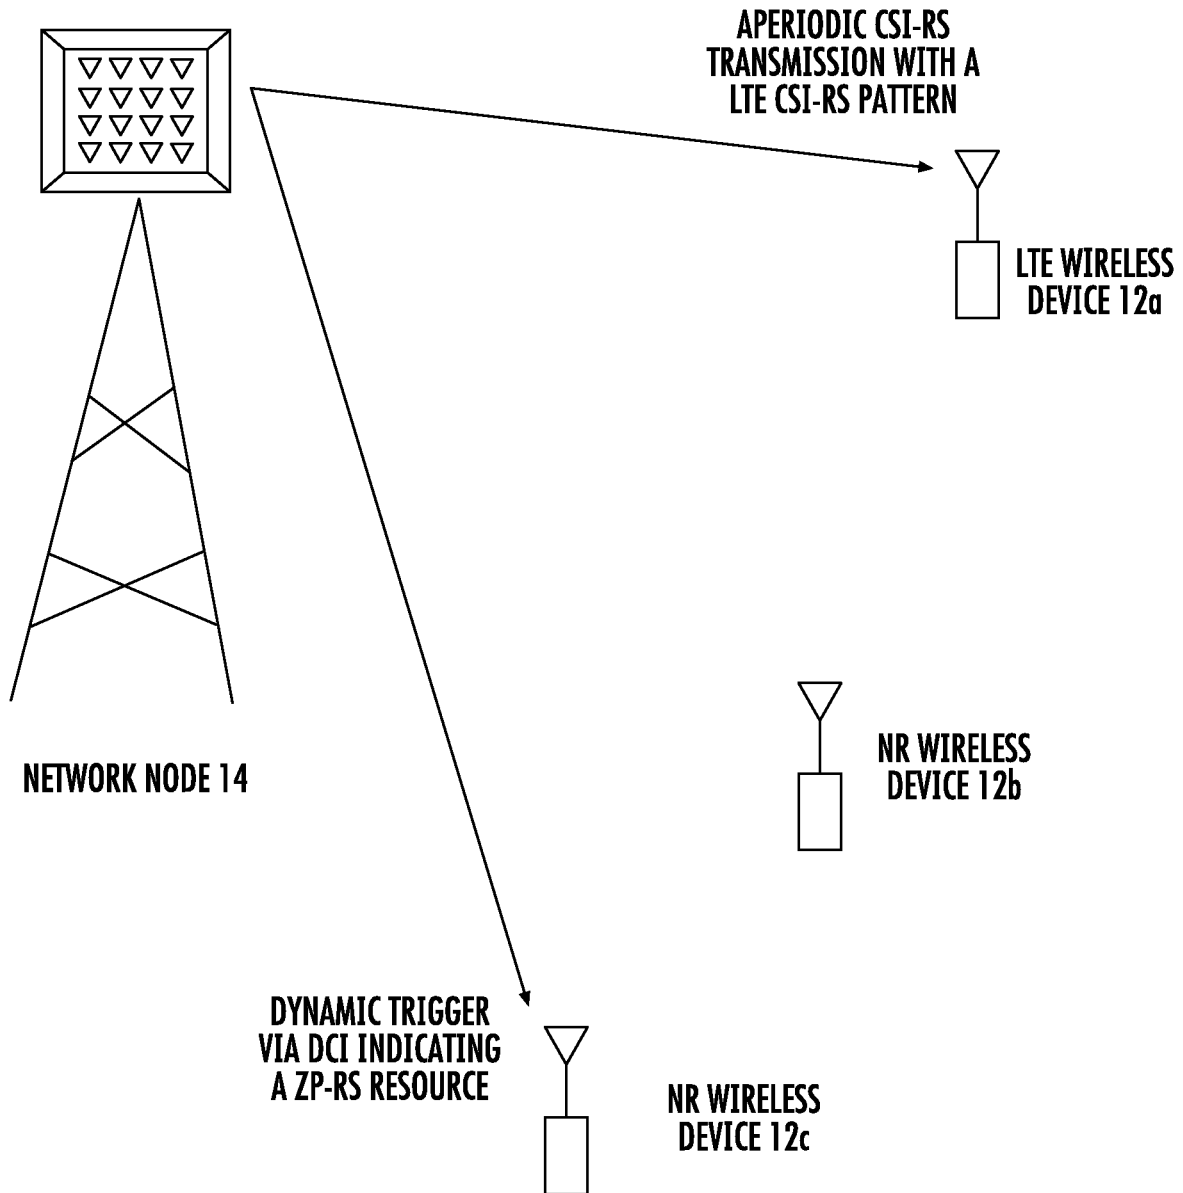 APERIODIC CSI-RS
TRANSMISSION WITH A
LTE CSI-RS PATTERN
LTE WIRELESS
DEVICE 12a
NR WIRELESS
DEVICE 12b
NETWORK NODE 14
DYNAMIC TRIGGER
VIA DCI INDICATING
A ZP-RS RESOURCE
NR WIRELESS
DEVICE 12c